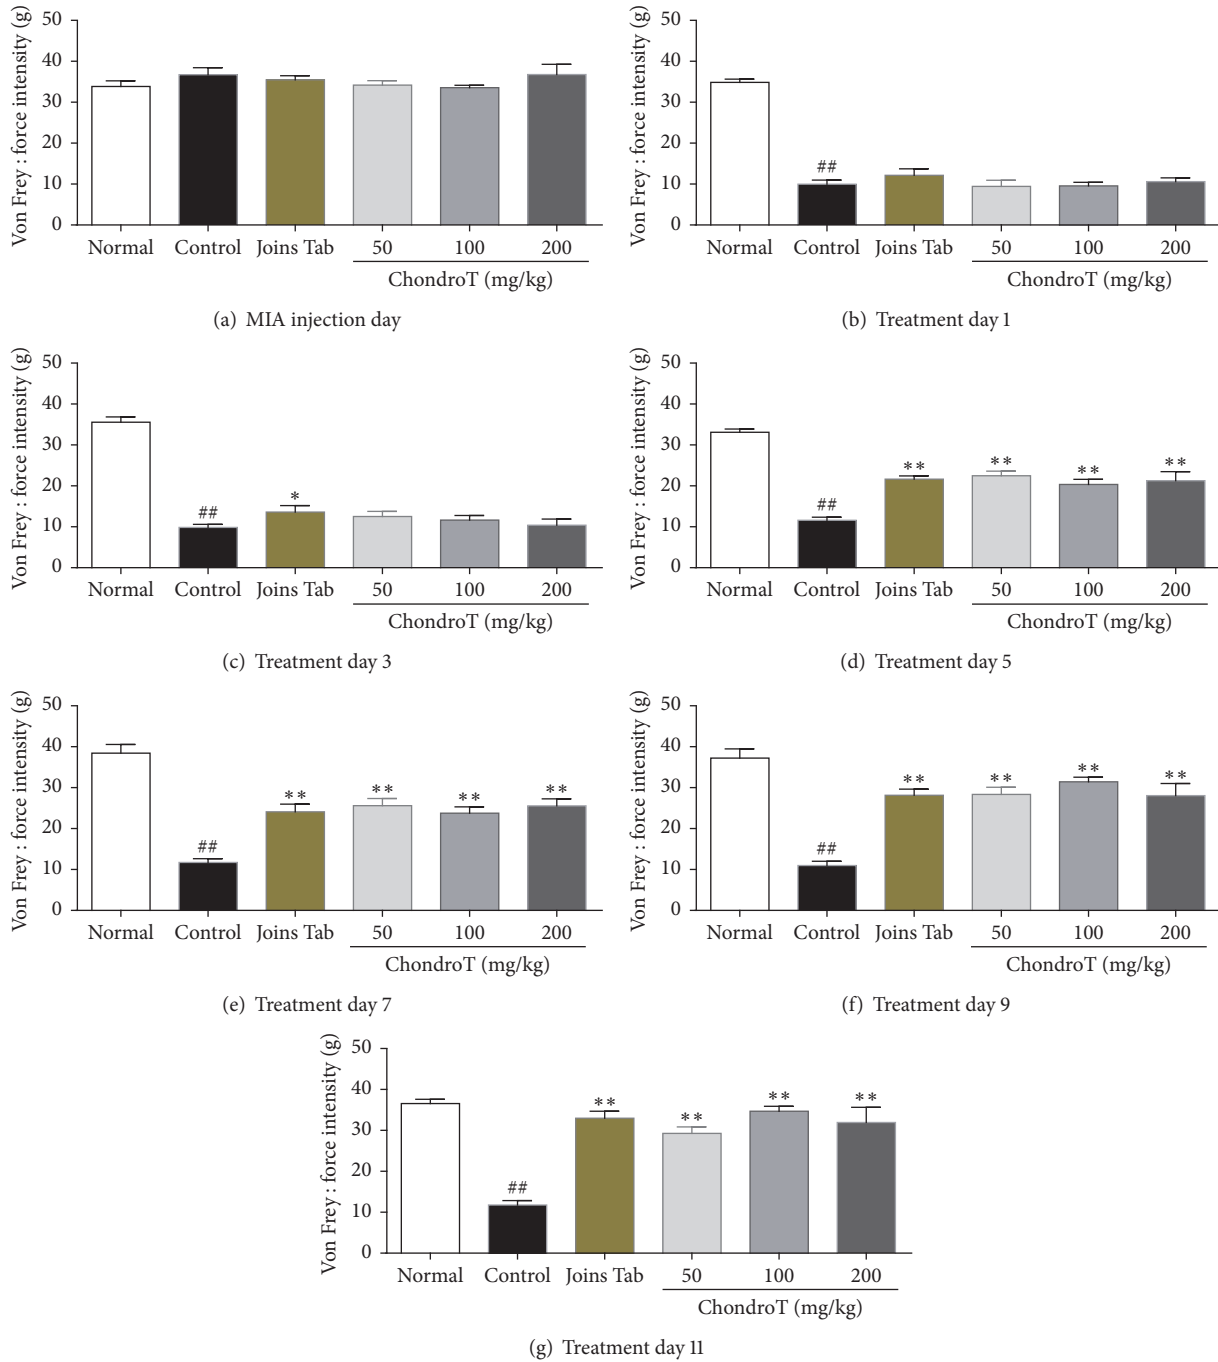 Von Frey : force intensity (g)
50
40
30
20
10
0
Normal Control Joins Tab 50 100 200
ChondroT (mg/kg)
(a) MIA injection day
Von Frey : force intensity (g)
50
40
30
20
10
0
##
Normal Control Joins Tab 50 100 200
ChondroT (mg/kg)
(b) Treatment day 1
Von Frey : force intensity (g)
50
40
30
20
10
0
## *
Normal Control Joins Tab 50 100 200
ChondroT (mg/kg)
(c) Treatment day 3
Von Frey : force intensity (g)
50
40
30
20
10
0
## ** ** ** **
Normal Control Joins Tab 50 100 200
ChondroT (mg/kg)
(d) Treatment day 5
Von Frey : force intensity (g)
50
40
30
20
10
0
## ** ** ** **
Normal Control Joins Tab 50 100 200
ChondroT (mg/kg)
(e) Treatment day 7
Von Frey : force intensity (g)
50
40
30
20
10
0
## ** ** ** **
Normal Control Joins Tab 50 100 200
ChondroT (mg/kg)
(f) Treatment day 9
Von Frey : force intensity (g)
50
40
30
20
10
0
## ** ** ** **
Normal Control Joins Tab 50 100 200
ChondroT (mg/kg)
(g) Treatment day 11